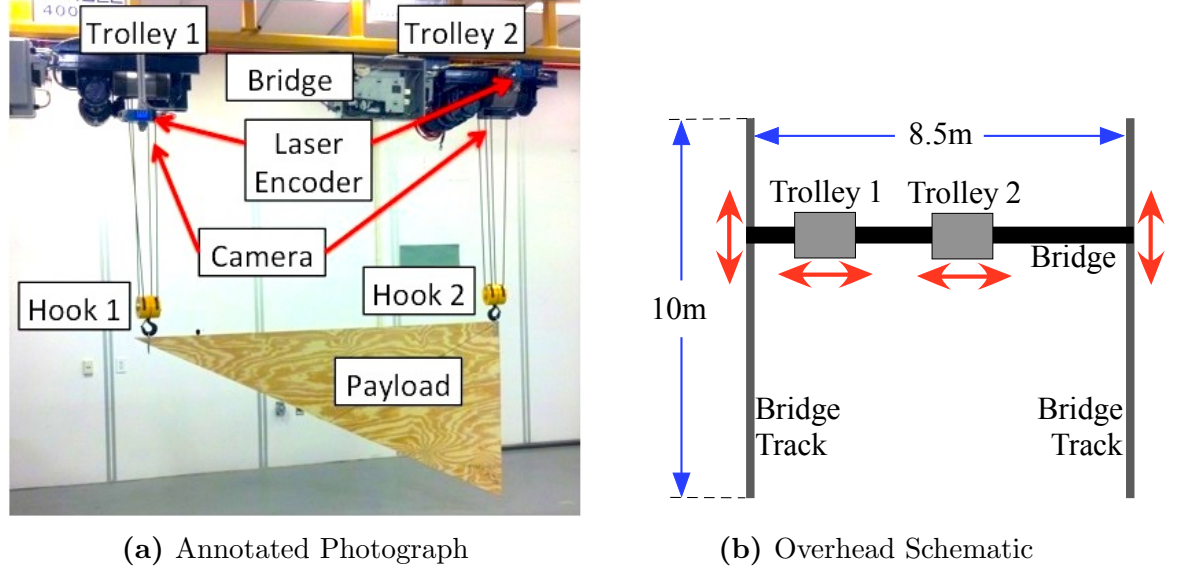 400
Trolley 1
Trolley 2
Bridge
Laser
Encoder
Camera
Hook 1
Hook 2
Payload
(a) Annotated Photograph
8.5m
Trolley 1
Trolley 2
Bridge
10m
Bridge
Track
Bridge
Track
(b) Overhead Schematic